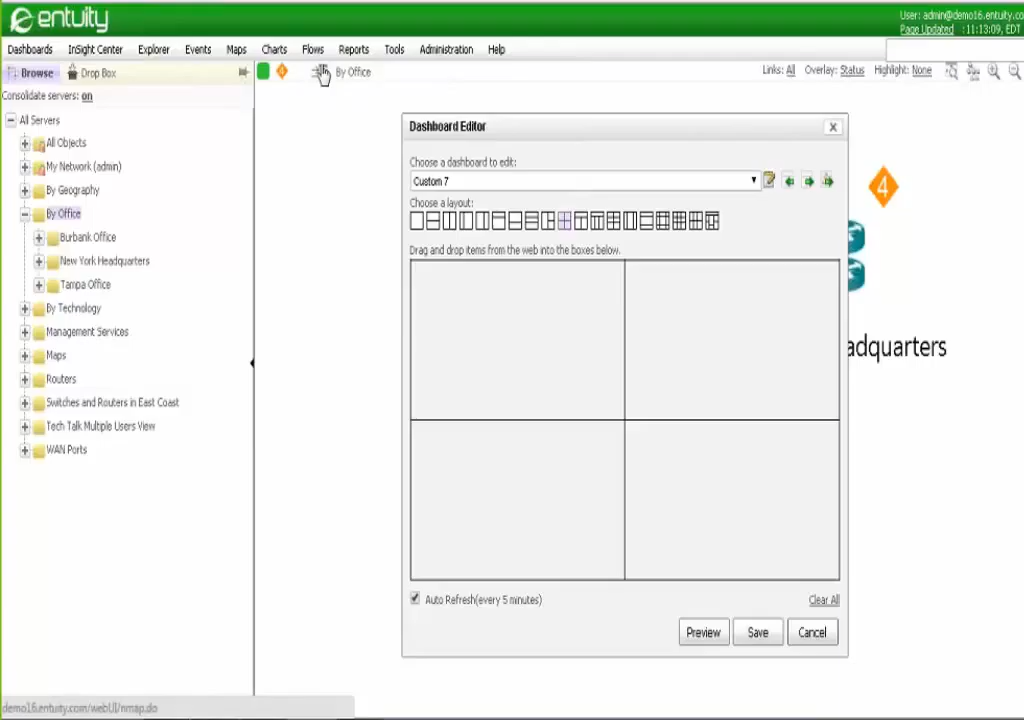 entuity
User: admin@demo16.entuity.co
Page Updated :11:13:09, EDT
Dashboards InSight Center Explorer Events Maps Charts Flows Reports Tools Administration Help
Browse Drop Box By Office Links: All Overlay: Status Highlight: None
Consolidate servers: on
All Servers
All Objects
My Network (admin)
By Geography
By Office
Burbank Office
New York Headquarters
Tampa Office
By Technology
Management Services
Maps
Routers
Switches and Routers in East Coast
Tech Talk Multiple Users View
WAN Ports
Dashboard Editor
Choose a dashboard to edit:
Custom 7
Choose a layout:
Drag and drop items from the web into the boxes below.
Auto Refresh(every 5 minutes) Clear All
Preview Save Cancel
4
adquarters
demo16.entuity.com/webUI/nmap.do